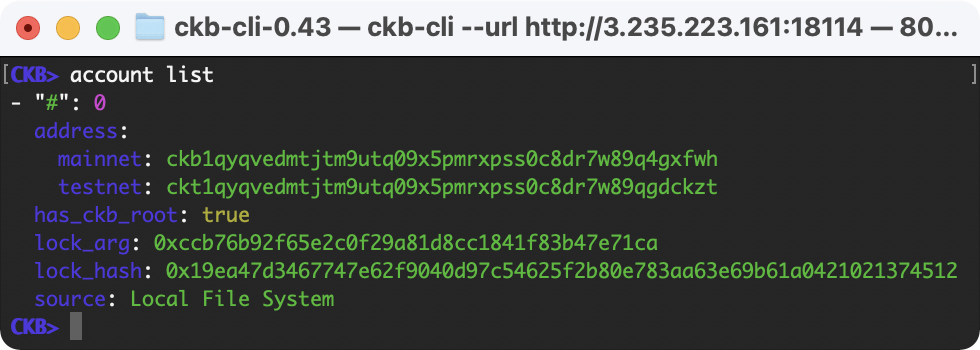 ckb-cli-0.43 — ckb-cli --url http://3.235.223.161:18114 — 80...
[CKB> account list]
- "#": 0
address:
mainnet: ckb1qyqvedmtjtm9utq09x5pmrxpss0c8dr7w89q4gxfwh
testnet: ckt1qyqvedmtjtm9utq09x5pmrxpss0c8dr7w89qgdckzt
has_ckb_root: true
lock_arg: 0xccb76b92f65e2c0f29a81d8cc1841f83b47e71ca
lock_hash: 0x19ea47d3467747e62f9040d97c54625f2b80e783aa63e69b61a0421021374512
source: Local File System
CKB>